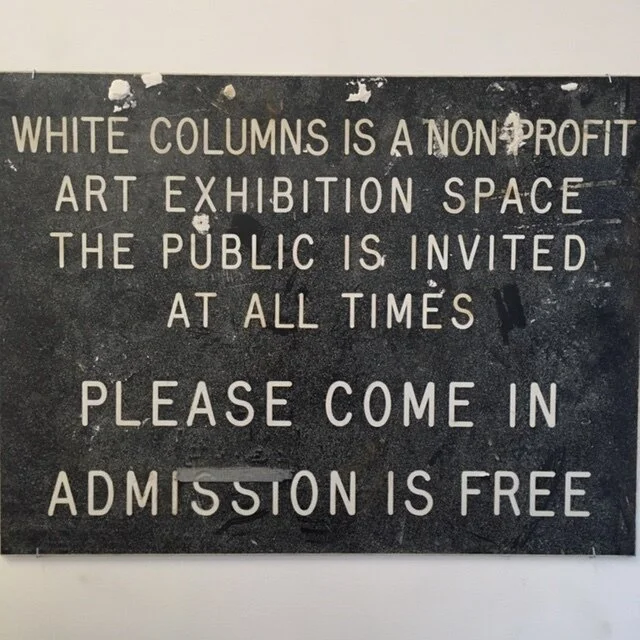 WHITE COLUMNS IS A NON-PROFIT
ART EXHIBITION SPACE
THE PUBLIC IS INVITED
AT ALL TIMES
PLEASE COME IN
ADMISSION IS FREE